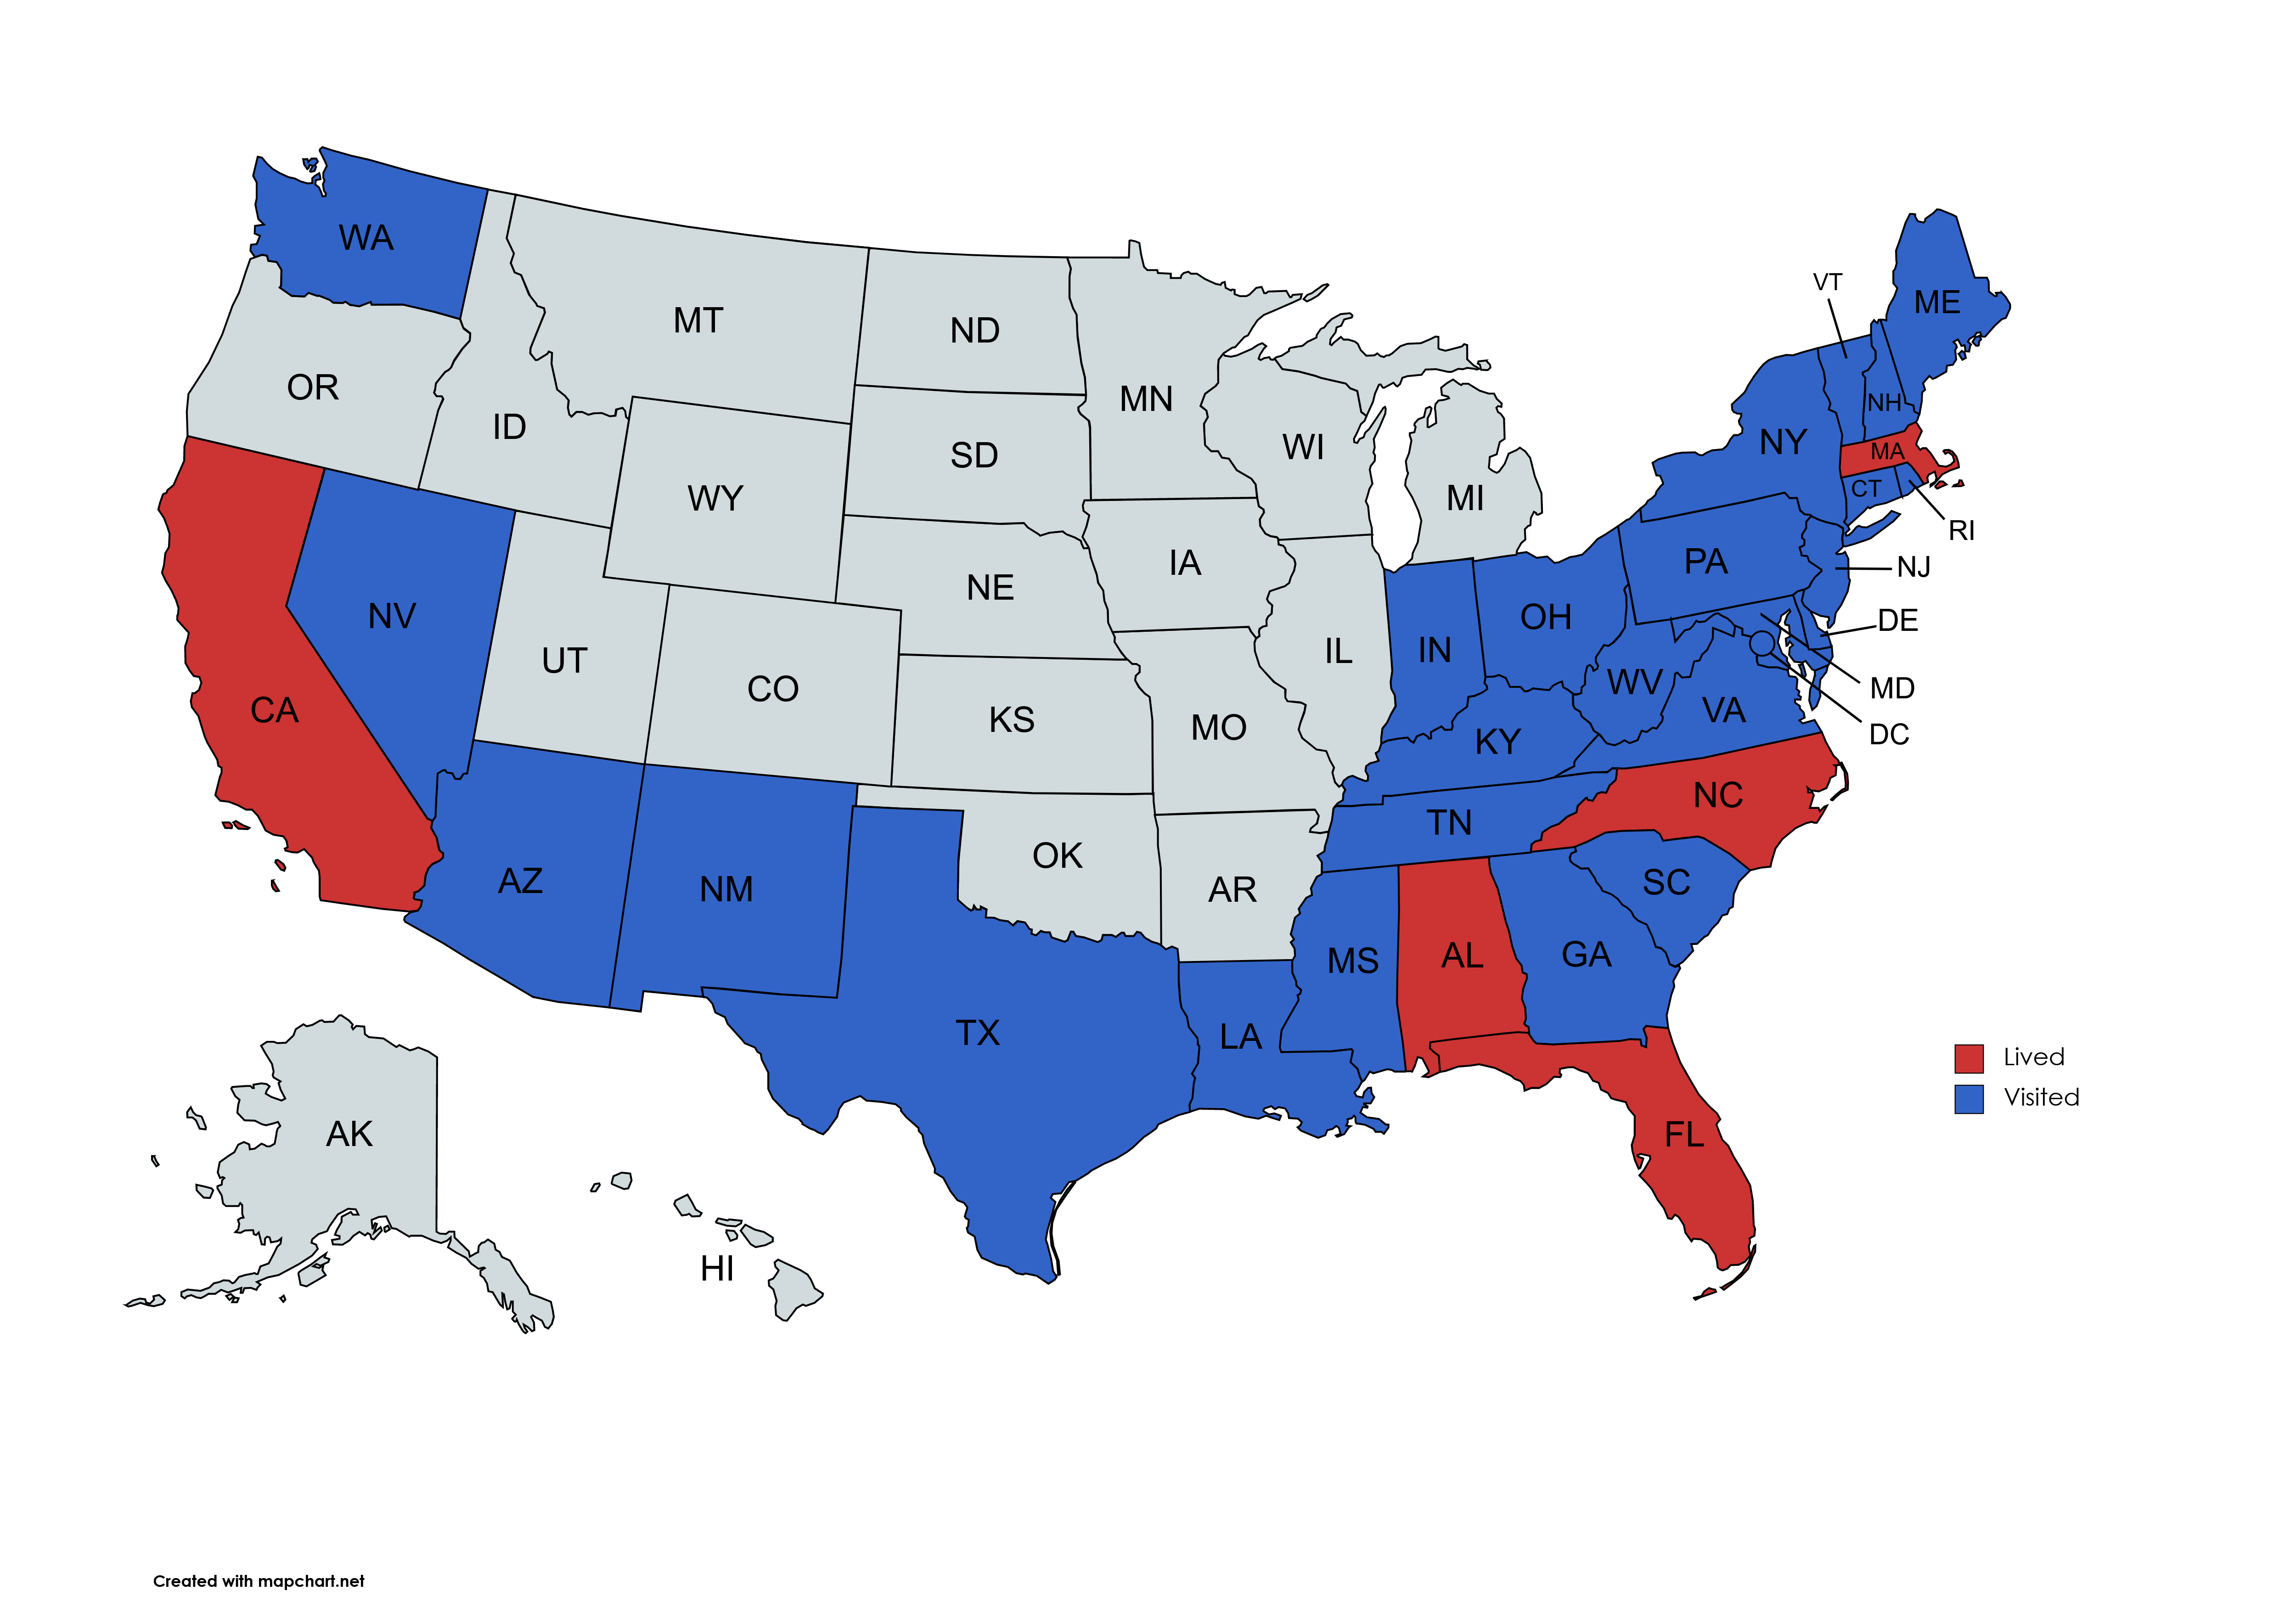 WA
MT
ND
MN
VT
ME
OR
ID
SD
WI
NY
NH
MA
WY
MI
CT
RI
NV
UT
NE
IA
IL
IN
OH
PA
NJ
DE
CA
CO
KS
MO
KY
WV
VA
MD
DC
AZ
NM
OK
AR
TN
NC
SC
TX
LA
MS
AL
GA
FL
AK
HI
Lived
Visited
Created with mapchart.net